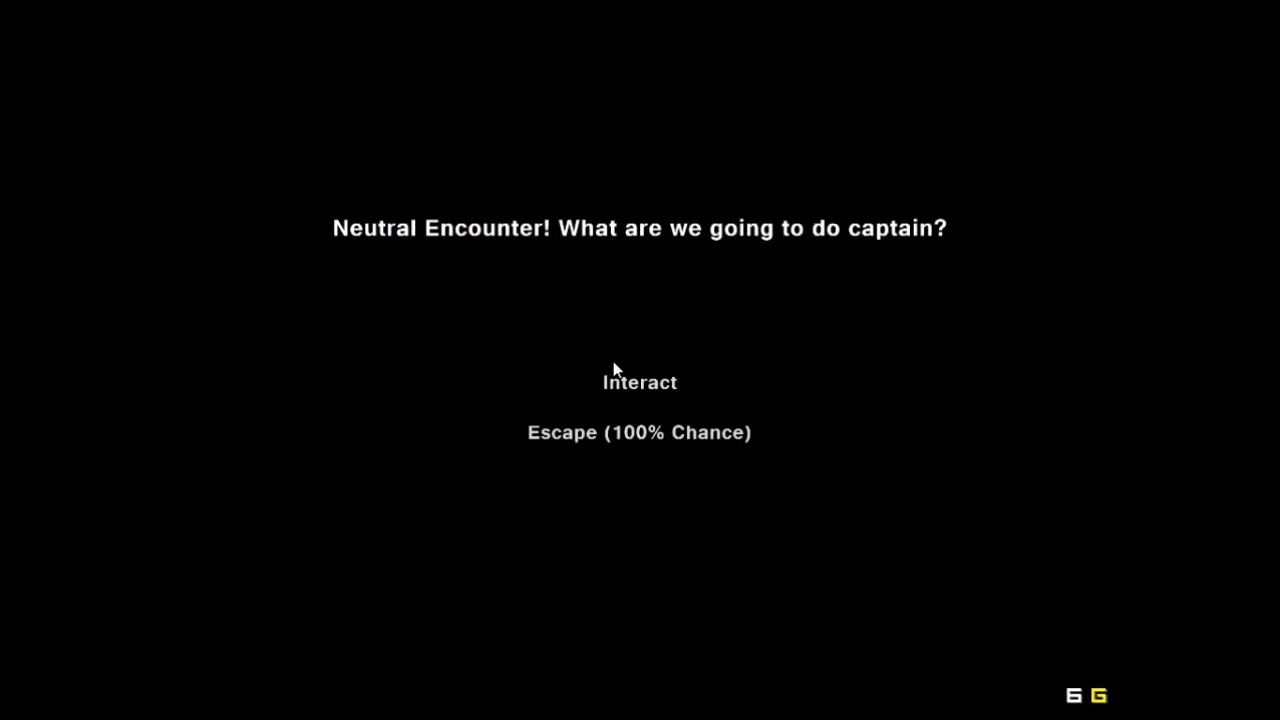 Neutral Encounter! What are we going to do captain?
Interact
Escape (100% Chance)
6 G